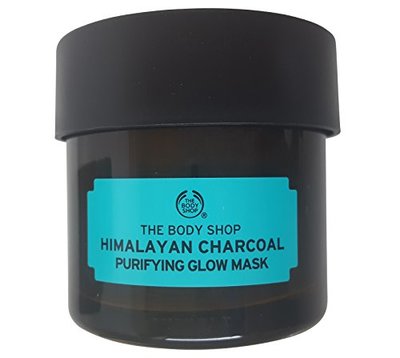 THE
BODY
SHOP
®
THE BODY SHOP
HIMALAYAN CHARCOAL
PURIFYING GLOW MASK